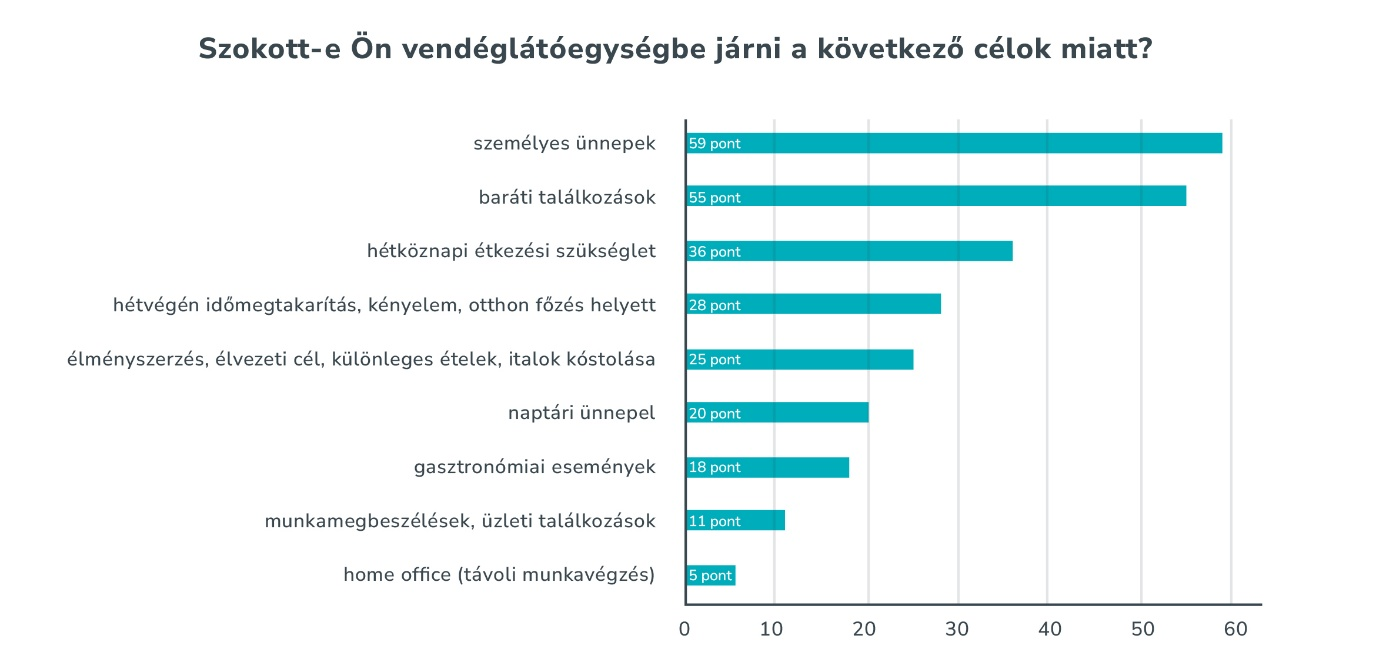 Szokott-e Ön vendéglátóegységbe járni a következő célok miatt?
személyes ünnepek
59 pont
baráti találkozások
55 pont
hétköznapi étkezési szükséglet
36 pont
hétvégén időmegtakarítás, kényelem, otthon főzés helyett
28 pont
élményszerzés, élvezeti cél, különleges ételek, italok kóstolása
25 pont
naptári ünnepel
20 pont
gasztronómiai események
18 pont
munkamegbeszélések, üzleti találkozások
11 pont
home office (távoli munkavégzés)
5 pont
0 10 20 30 40 50 60